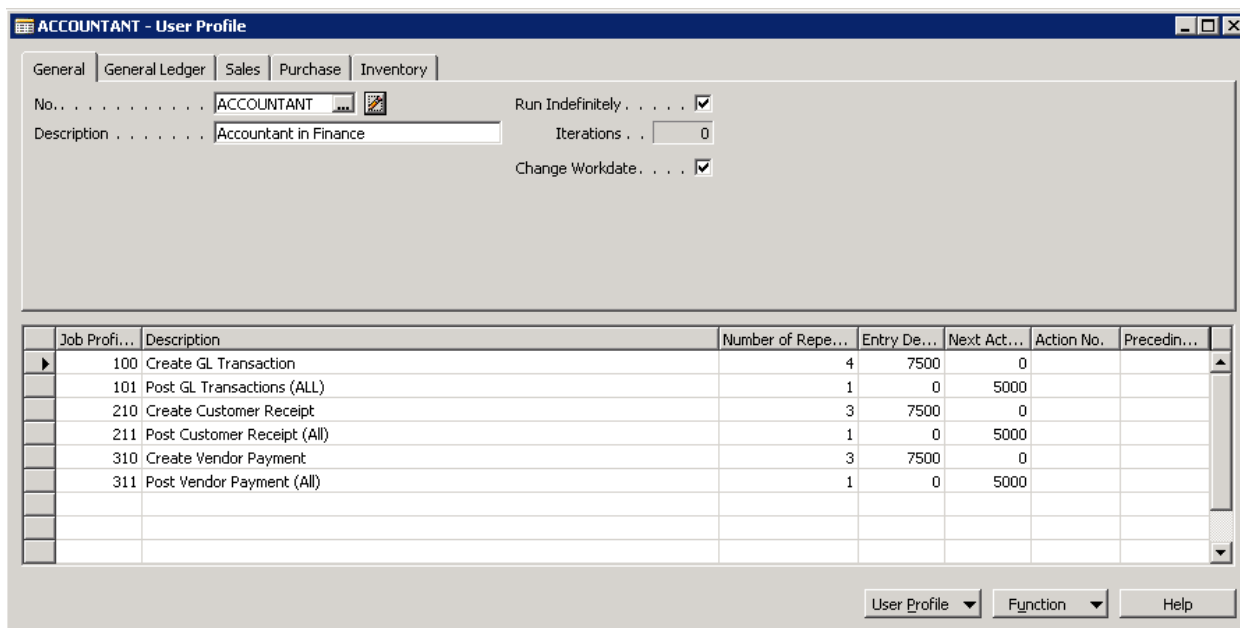 ACCOUNTANT - User Profile
General General Ledger Sales Purchase Inventory
No.. . . . . . . . . . . ACCOUNTANT ... Run Indefinitely . . . . .
Description . . . . . . . Accountant in Finance Iterations . . 0
Change Workdate. . . . .
Job Profi... Description Number of Repe... Entry De... Next Act... Action No. Precedin...
100 Create GL Transaction 4 7500 0
101 Post GL Transactions (ALL) 1 0 5000
210 Create Customer Receipt 3 7500 0
211 Post Customer Receipt (All) 1 0 5000
310 Create Vendor Payment 3 7500 0
311 Post Vendor Payment (All) 1 0 5000
User Profile Function Help